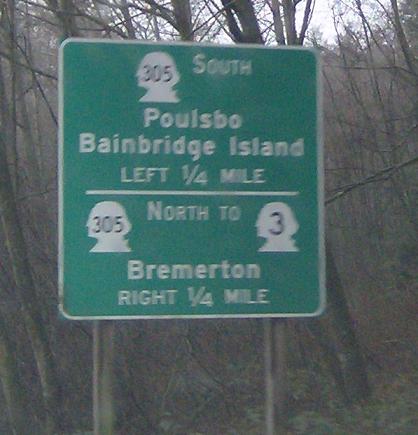 305 SOUTH
Poulsbo
Bainbridge Island
LEFT 1/4 MILE
305 NORTH TO 3
Bremerton
RIGHT 1/4 MILE